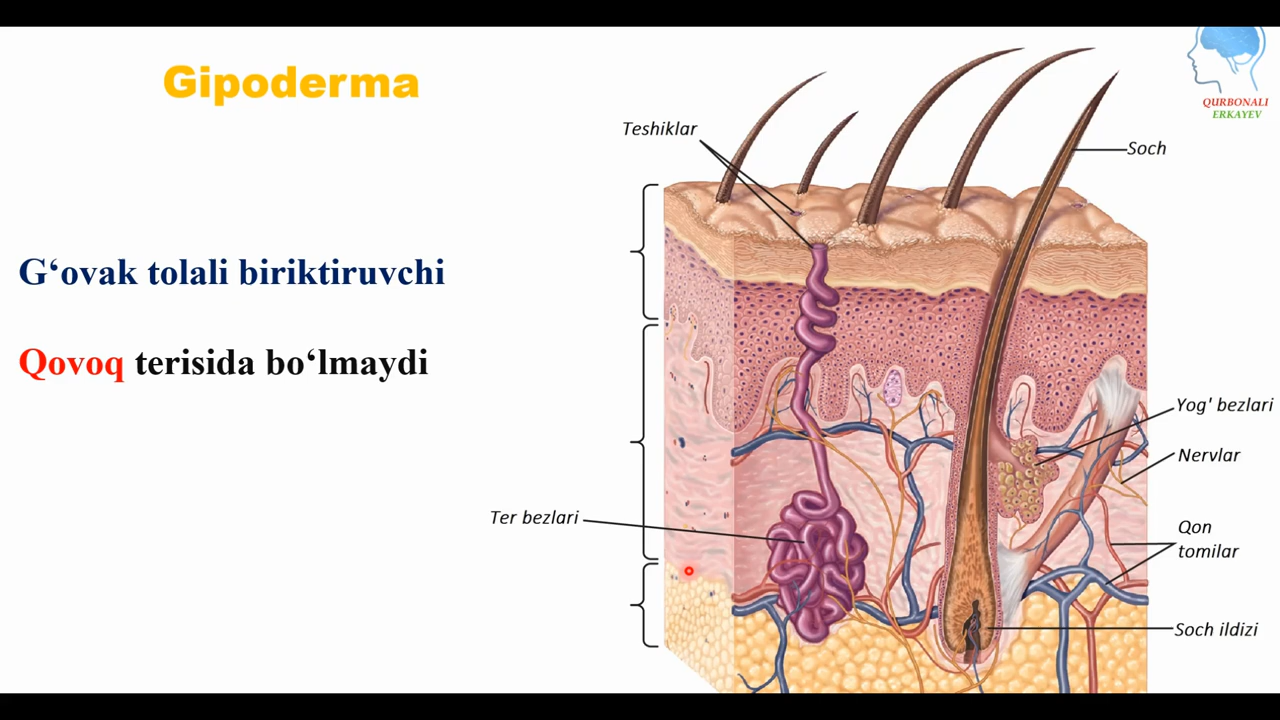 Gipoderma
G‘ovak tolali biriktiruvchi
Qovoq terisida bo‘lmaydi
QURBONALI
ERKAYEV
Teshiklar
Soch
Yog' bezlari
Nervlar
Ter bezlari
Qon
tomilar
Soch ildizi